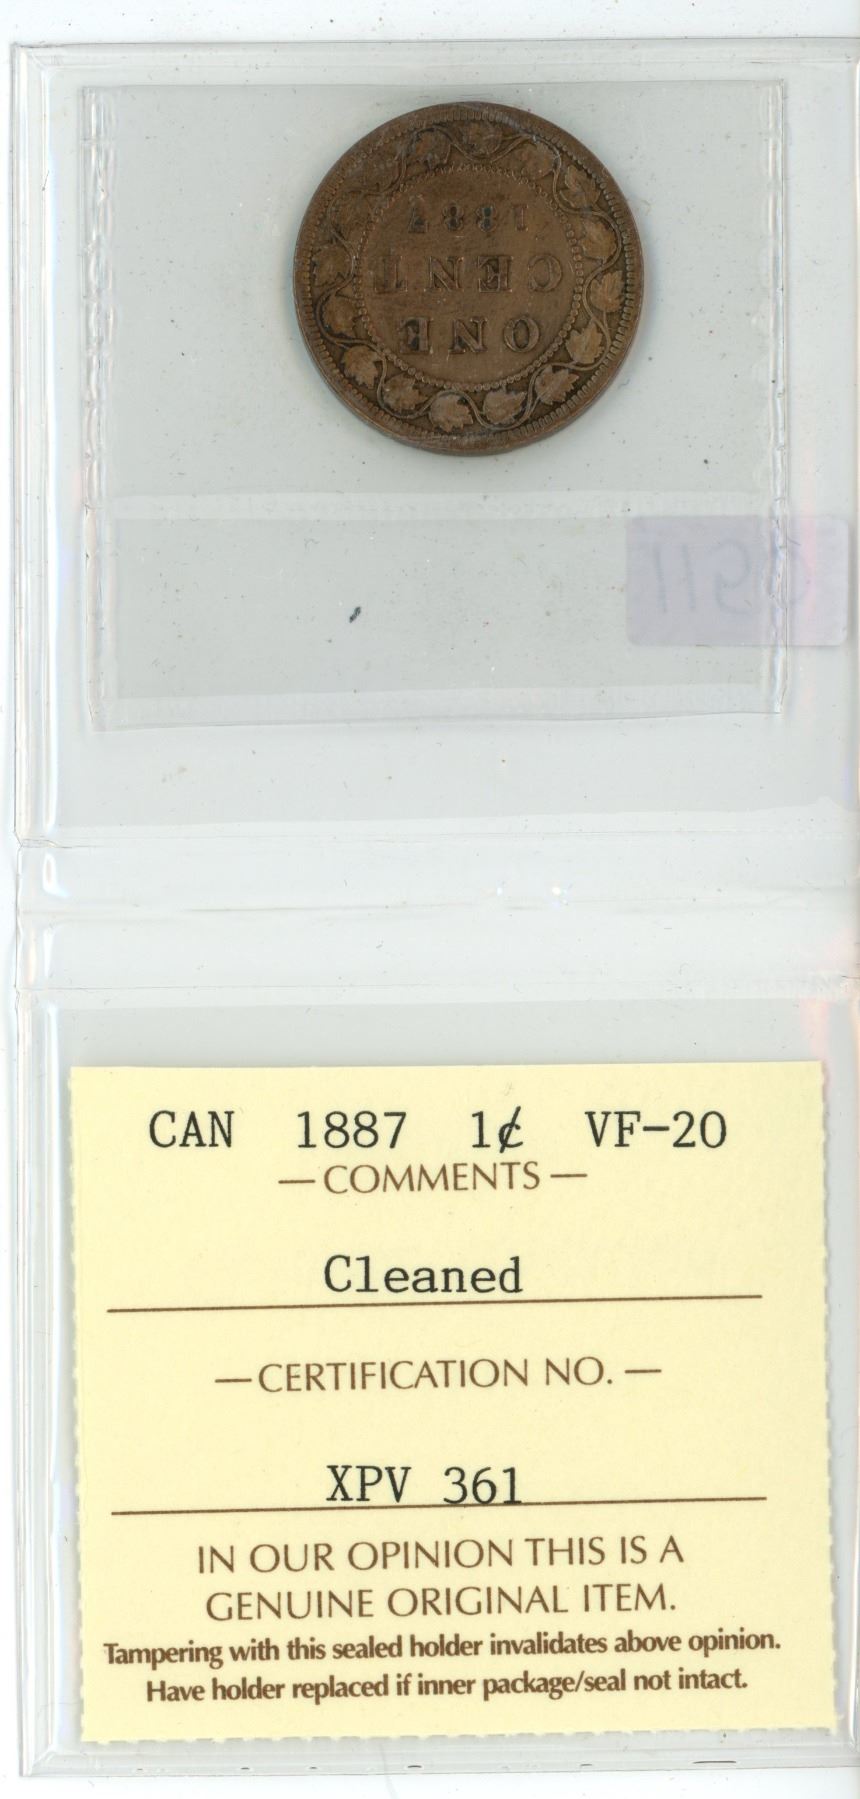 ONE
CENT
1887
CAN 1887 1¢ VF-20
—COMMENTS—
Cleaned
—CERTIFICATION NO.—
XPV 361
IN OUR OPINION THIS IS A
GENUINE ORIGINAL ITEM.
Tampering with this sealed holder invalidates above opinion.
Have holder replaced if inner package/seal not intact.